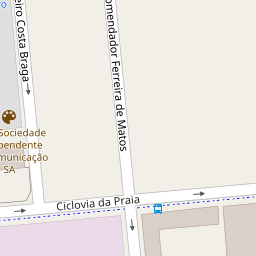 eiro Costa Braga
omendador Ferreira de Matos
Sociedade
pendente
municação
SA
Ciclovia da Praia